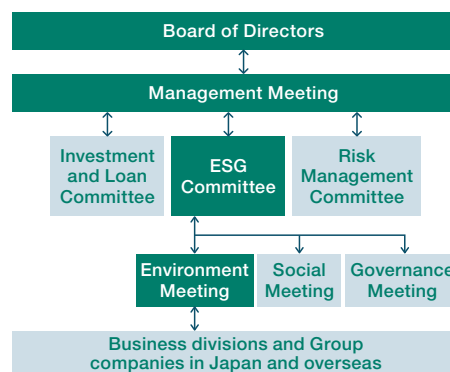 Board of Directors
Management Meeting
Investment
and Loan
Committee
ESG
Committee
Risk
Management
Committee
Environment
Meeting
Social
Meeting
Governance
Meeting
Business divisions and Group
companies in Japan and overseas